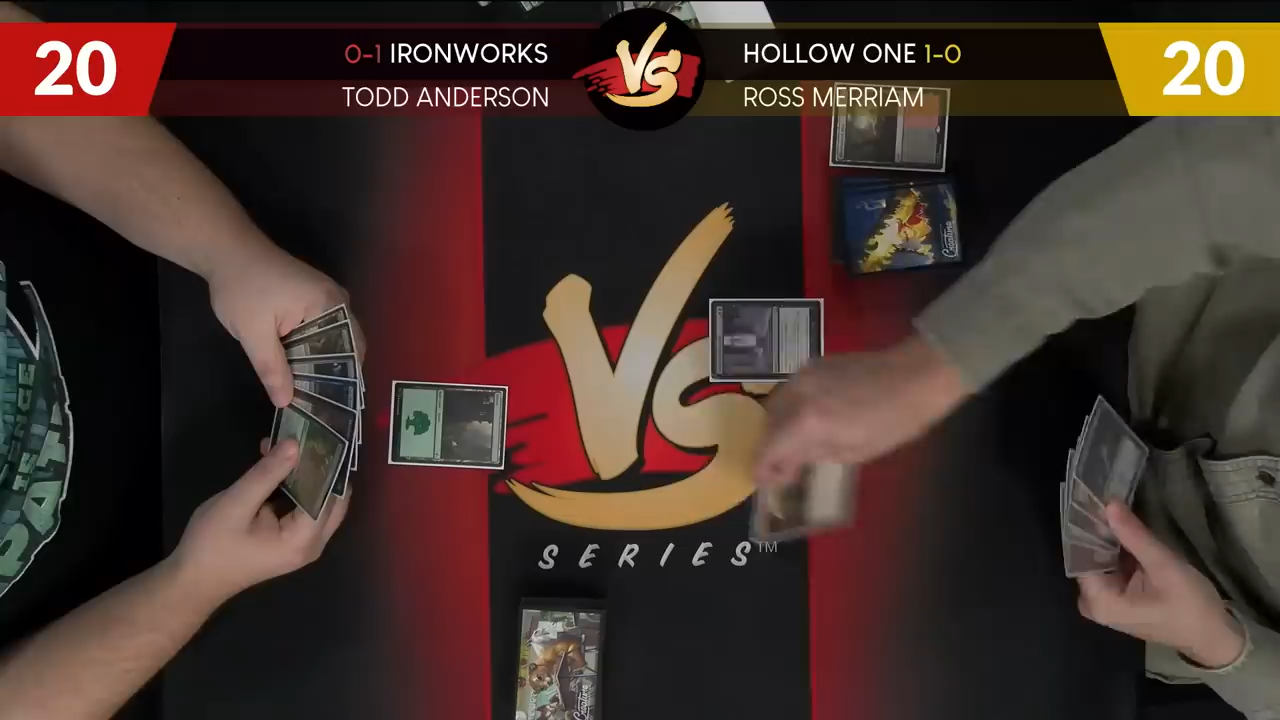 20
0-1 IRONWORKS
TODD ANDERSON
VS
HOLLOW ONE 1-0
ROSS MERRIAM
20
VS
SERIES™